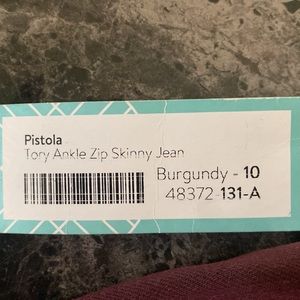 Pistola
Tory Ankle Zip Skinny Jean
Burgundy - 10
48372-131-A